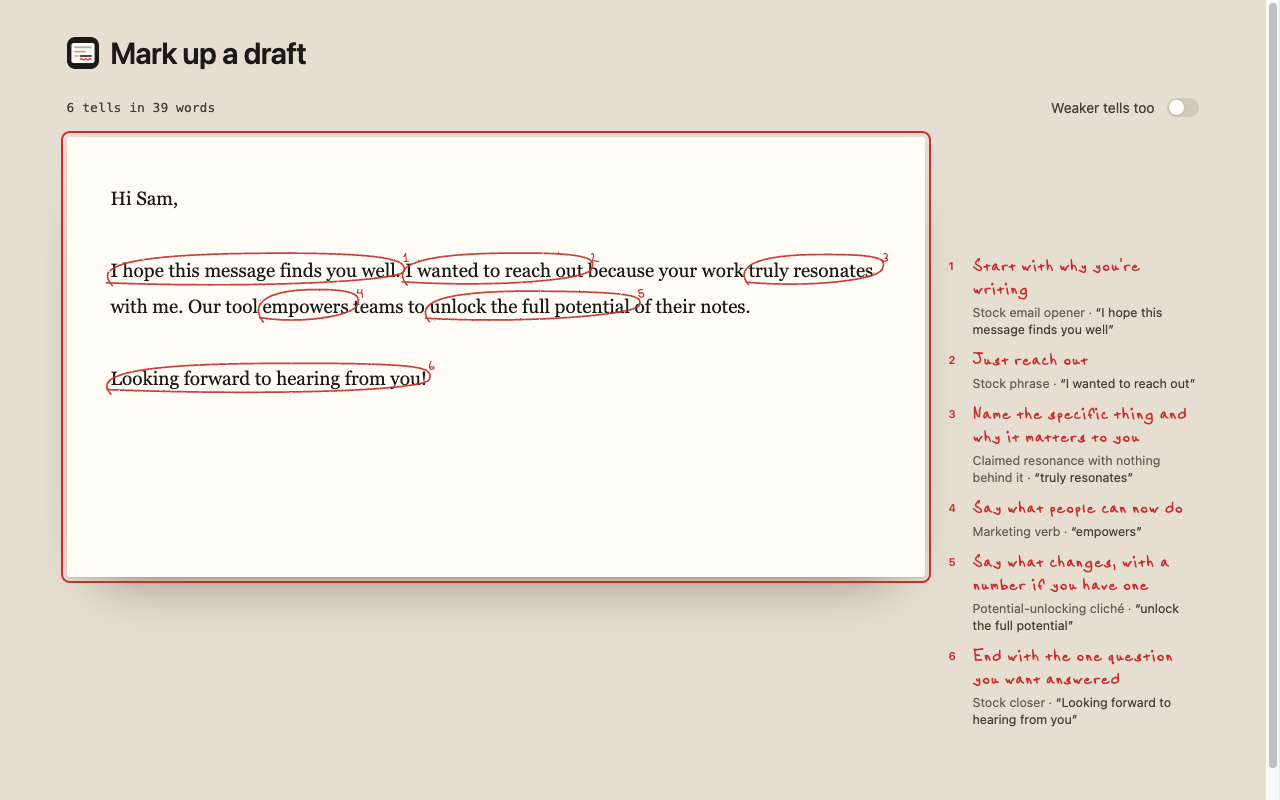 Mark up a draft
6 tells in 39 words
Weaker tells too
Hi Sam,
I hope this message finds you well.1 I wanted to reach out2 because your work truly resonates3
with me. Our tool empowers4 teams to unlock the full potential5 of their notes.
Looking forward to hearing from you!6
1 Start with why you're
writing
Stock email opener · “I hope this
message finds you well”
2 Just reach out
Stock phrase · “I wanted to reach out”
3 Name the specific thing and
why it matters to you
Claimed resonance with nothing
behind it · “truly resonates”
4 Say what people can now do
Marketing verb · “empowers”
5 Say what changes, with a
number if you have one
Potential-unlocking cliché · “unlock
the full potential”
6 End with the one question
you want answered
Stock closer · “Looking forward to
hearing from you”